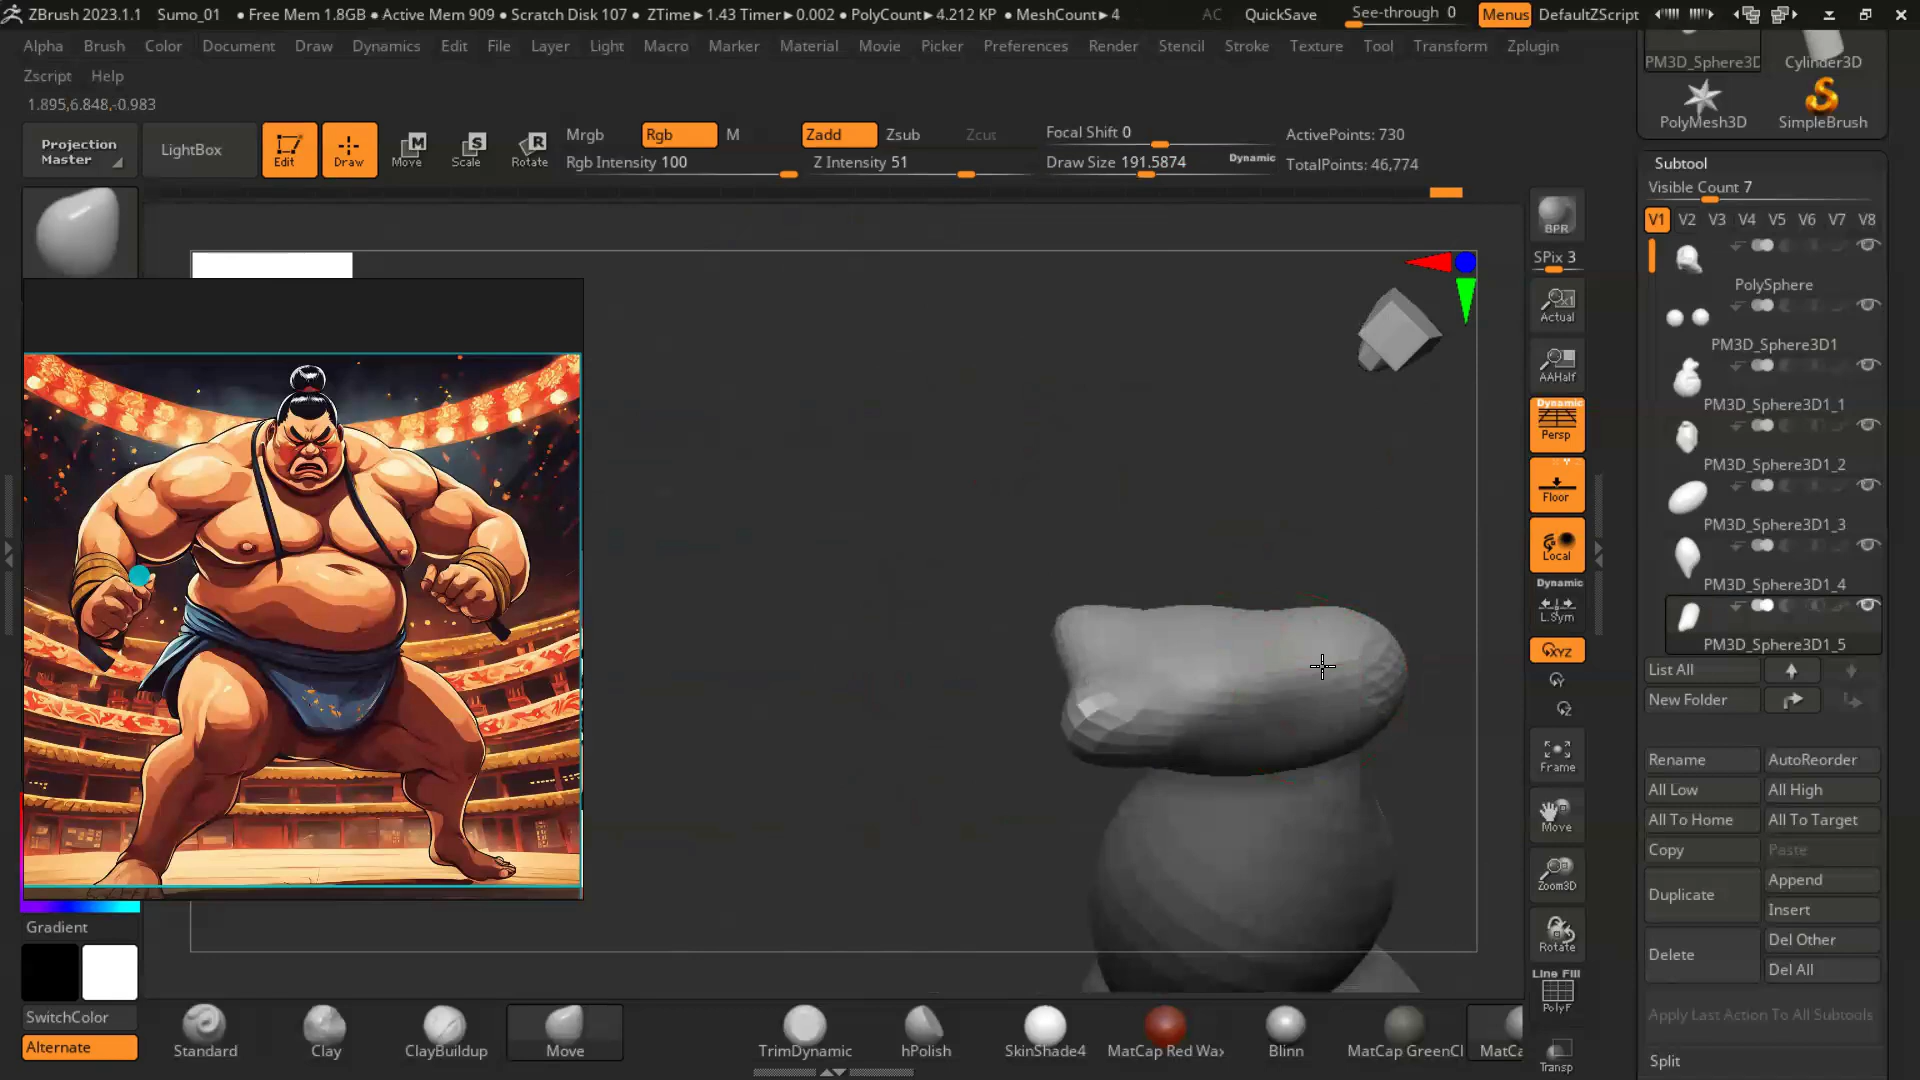 ZBrush 2023.1.1 Sumo_01 • Free Mem 1.8GB • Active Mem 909 • Scratch Disk 107 • ZTime▸1.43 Timer▸0.002 • PolyCount▸4.212 KP • MeshCount▸4 AC QuickSave See-through 0 Menus DefaultZScript
Alpha Brush Color Document Draw Dynamics Edit File Layer Light Macro Marker Material Movie Picker Preferences Render Stencil Stroke Texture Tool Transform Zplugin
Zscript Help
1.895,6.848,-0.983
Projection Master
LightBox
Edit
Draw
Move
Scale
Rotate
Mrgb Rgb M Zadd Zsub Zcut
Rgb Intensity 100 Z Intensity 51
Focal Shift 0
Draw Size 191.5874 Dynamic
ActivePoints: 730
TotalPoints: 46,774
BPR
SPix 3
Actual
AAHalf
Dynamic
Persp
Floor
Local
Dynamic
L.Sym
XYZ
Frame
Move
Zoom3D
Rotate
Line Fill
PolyF
Transp
PM3D_Sphere3D Cylinder3D
PolyMesh3D SimpleBrush
Subtool
Visible Count 7
V1 V2 V3 V4 V5 V6 V7 V8
PolySphere
PM3D_Sphere3D1
PM3D_Sphere3D1_1
PM3D_Sphere3D1_2
PM3D_Sphere3D1_3
PM3D_Sphere3D1_4
PM3D_Sphere3D1_5
List All
New Folder
Rename AutoReorder
All Low All High
All To Home All To Target
Copy Paste
Duplicate Append
Insert
Delete Del Other
Del All
Apply Last Action To All Subtools
Split
Gradient
SwitchColor
Alternate
Standard Clay ClayBuildup Move TrimDynamic hPolish SkinShade4 MatCap Red Wax Blinn MatCap GreenCl MatCa